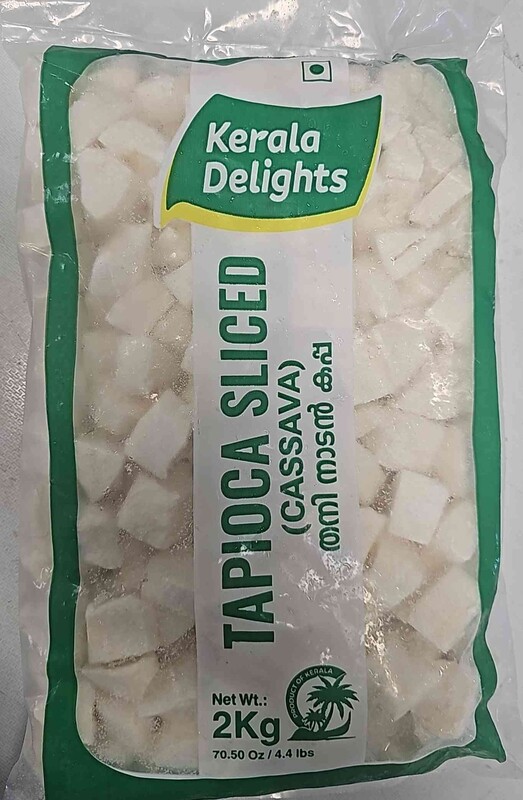 Kerala
Delights
TAPIOCA SLICED
(CASSAVA)
തനി നാടൻ കപ്പ
Net Wt.:
2Kg
70.50 Oz / 4.4 lbs
PRODUCT OF KERALA